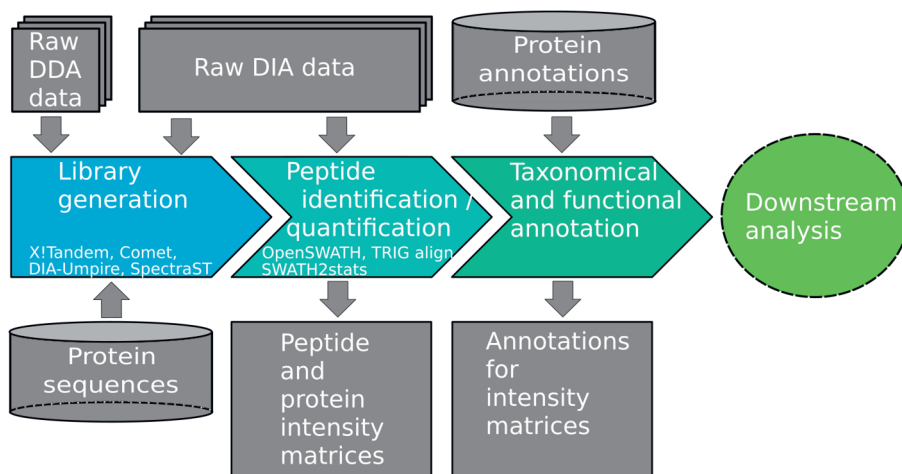 Raw
DDA
data
Raw DIA data
Protein
annotations
Library
generation
X!Tandem, Comet,
DIA-Umpire, SpectraST
Peptide
identification /
quantification
OpenSWATH, TRIG align
SWATH2stats
Taxonomical
and functional
annotation
Downstream
analysis
Protein
sequences
Peptide
and
protein
intensity
matrices
Annotations
for
intensity
matrices